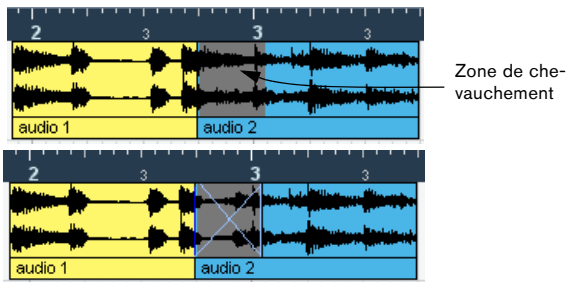 2 3 3 3
Zone de che-
vauchement
audio 1 audio 2
2 3 3 3
audio 1 audio 2